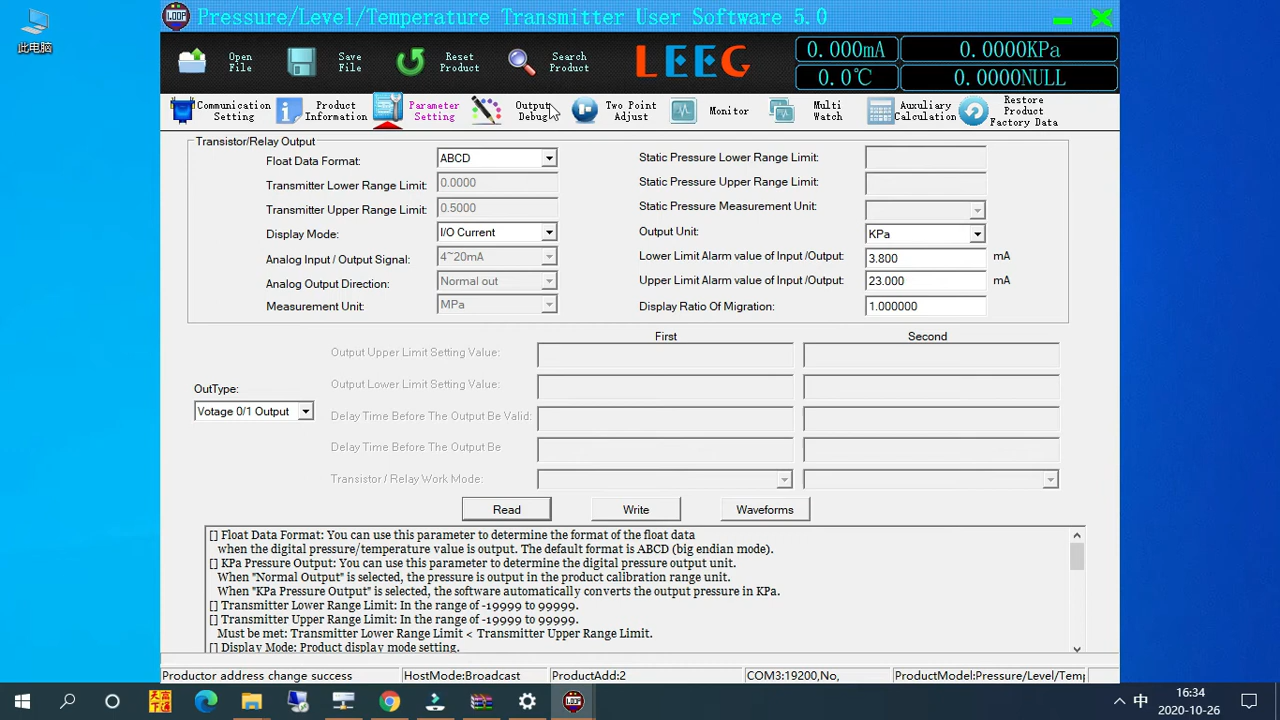 此电脑
LOOP
Pressure/Level/Temperature Transmitter User Software 5.0
Open File
Save File
Reset Product
Search Product
LEEG
0.000mA
0.0000KPa
0.0℃
0.0000NULL
Communication Setting
Product Information
Parameter Setting
Output Debug
Two Point Adjust
Monitor
Multi Watch
Auxuliary Calculation
Restore Product Factory Data
Transistor/Relay Output
Float Data Format: ABCD
Static Pressure Lower Range Limit:
Transmitter Lower Range Limit: 0.0000
Static Pressure Upper Range Limit:
Transmitter Upper Range Limit: 0.5000
Static Pressure Measurement Unit:
Display Mode: I/O Current
Output Unit: KPa
Analog Input / Output Signal: 4~20mA
Lower Limit Alarm value of Input /Output: 3.800 mA
Analog Output Direction: Normal out
Upper Limit Alarm value of Input /Output: 23.000 mA
Measurement Unit: MPa
Display Ratio Of Migration: 1.000000
First
Second
Output Upper Limit Setting Value:
Output Lower Limit Setting Value:
OutType:
Votage 0/1 Output
Delay Time Before The Output Be Valid:
Delay Time Before The Output Be
Transistor / Relay Work Mode:
Read
Write
Waveforms
[] Float Data Format: You can use this parameter to determine the format of the float data
when the digital pressure/temperature value is output. The default format is ABCD (big endian mode).
[] KPa Pressure Output: You can use this parameter to determine the digital pressure output unit.
When "Normal Output" is selected, the pressure is output in the product calibration range unit.
When "KPa Pressure Output" is selected, the software automatically converts the output pressure in KPa.
[] Transmitter Lower Range Limit: In the range of -19999 to 99999.
[] Transmitter Upper Range Limit: In the range of -19999 to 99999.
Must be met: Transmitter Lower Range Limit < Transmitter Upper Range Limit.
[] Display Mode: Product display mode setting.
Productor address change success
HostMode:Broadcast
ProductAdd:2
COM3:19200,No,
ProductModel:Pressure/Level/Temp
天高下通
LOOP
中
16:34
2020-10-26